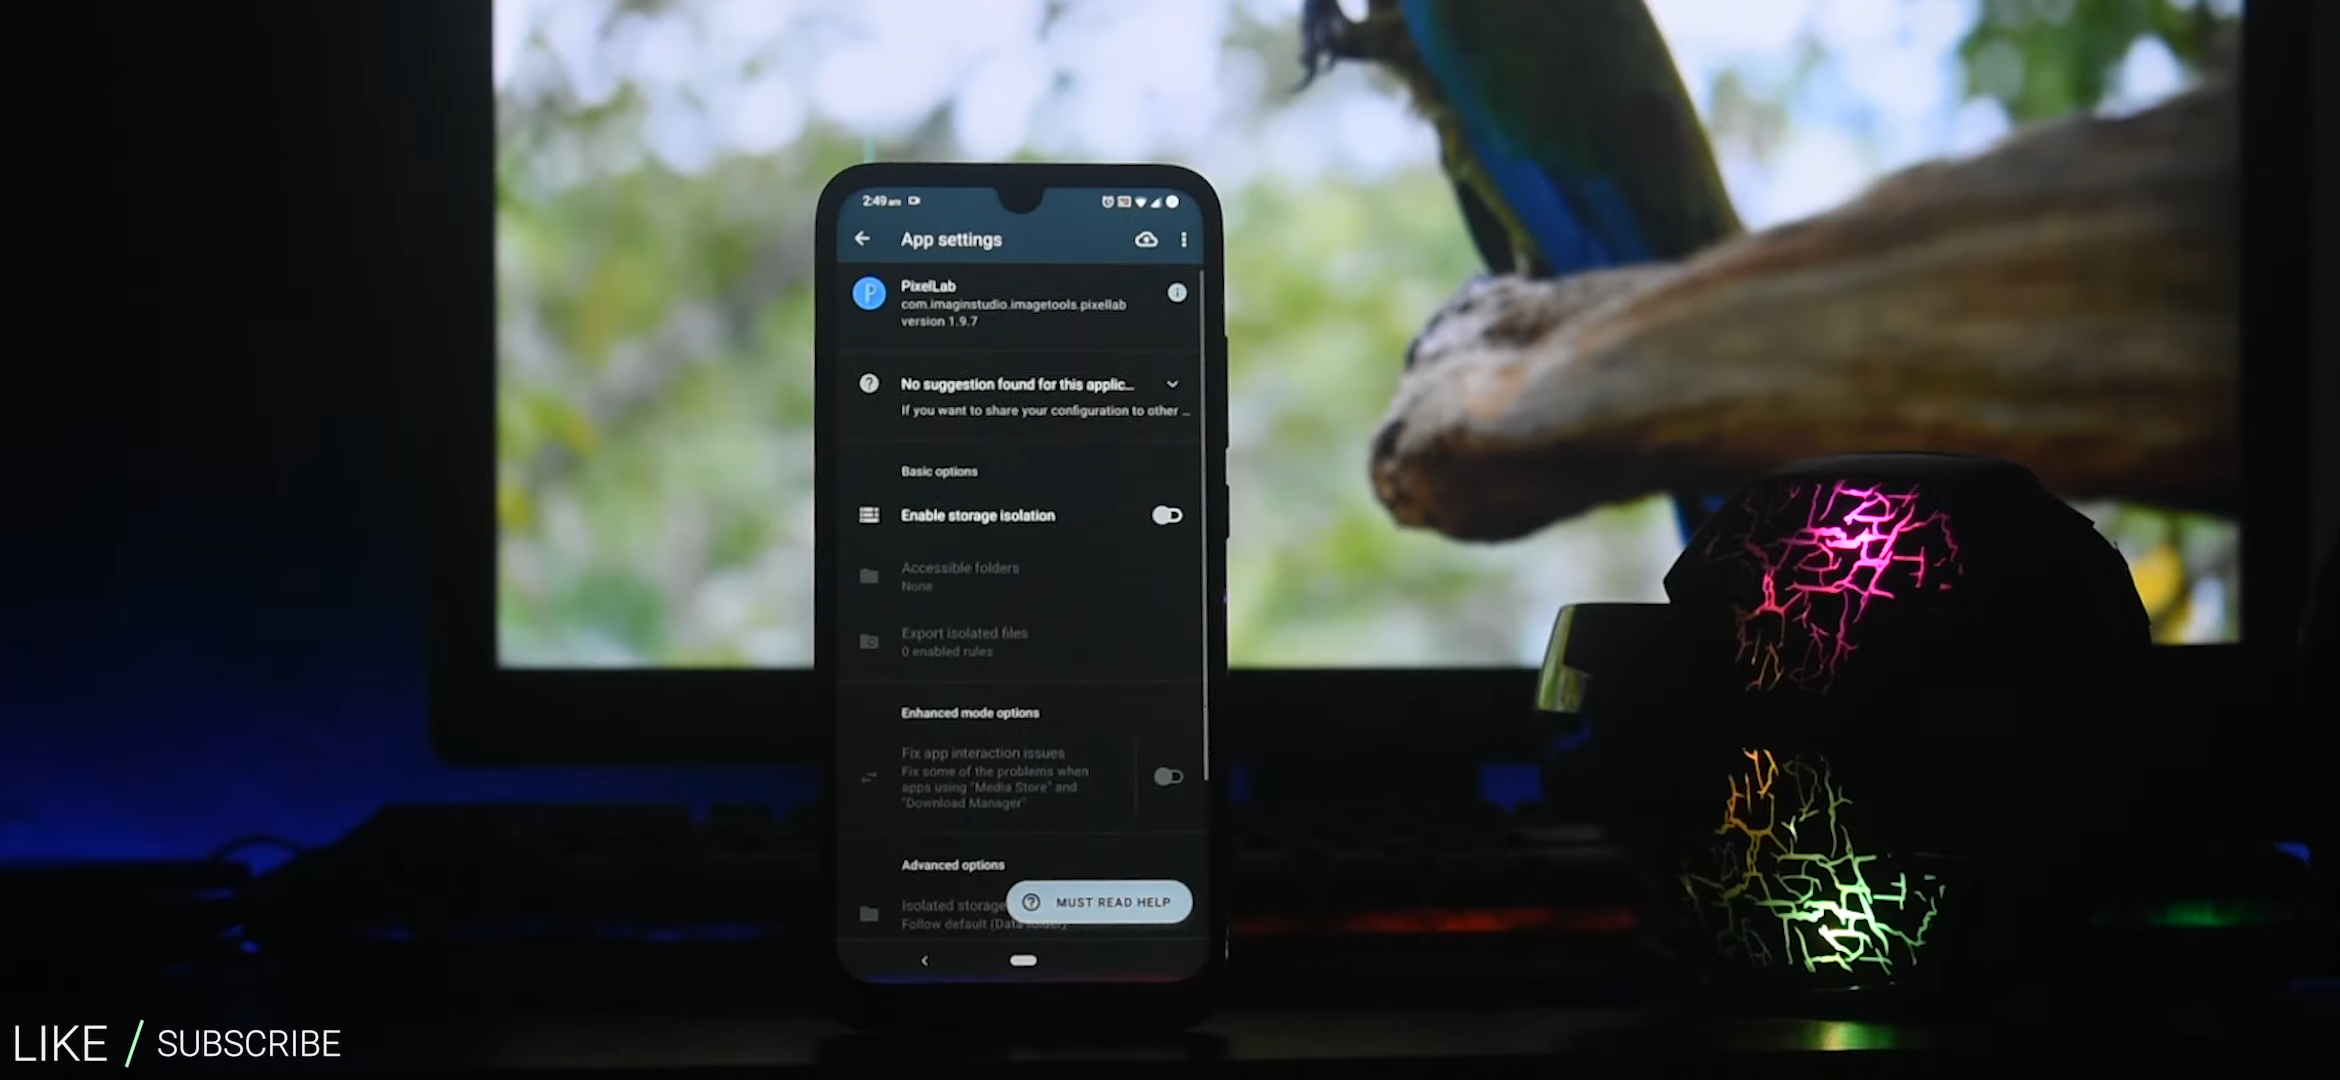 2:49 am
App settings
P
PixelLab
com.imaginstudio.imagetools.pixellab
version 1.9.7
No suggestion found for this applic...
If you want to share your configuration to other ...
Basic options
Enable storage isolation
Accessible folders
None
Export isolated files
0 enabled rules
Enhanced mode options
Fix app interaction issues
Fix some of the problems when
apps using "Media Store" and
"Download Manager"
Advanced options
Isolated storage
MUST READ HELP
Follow default (Data folder)
LIKE / SUBSCRIBE